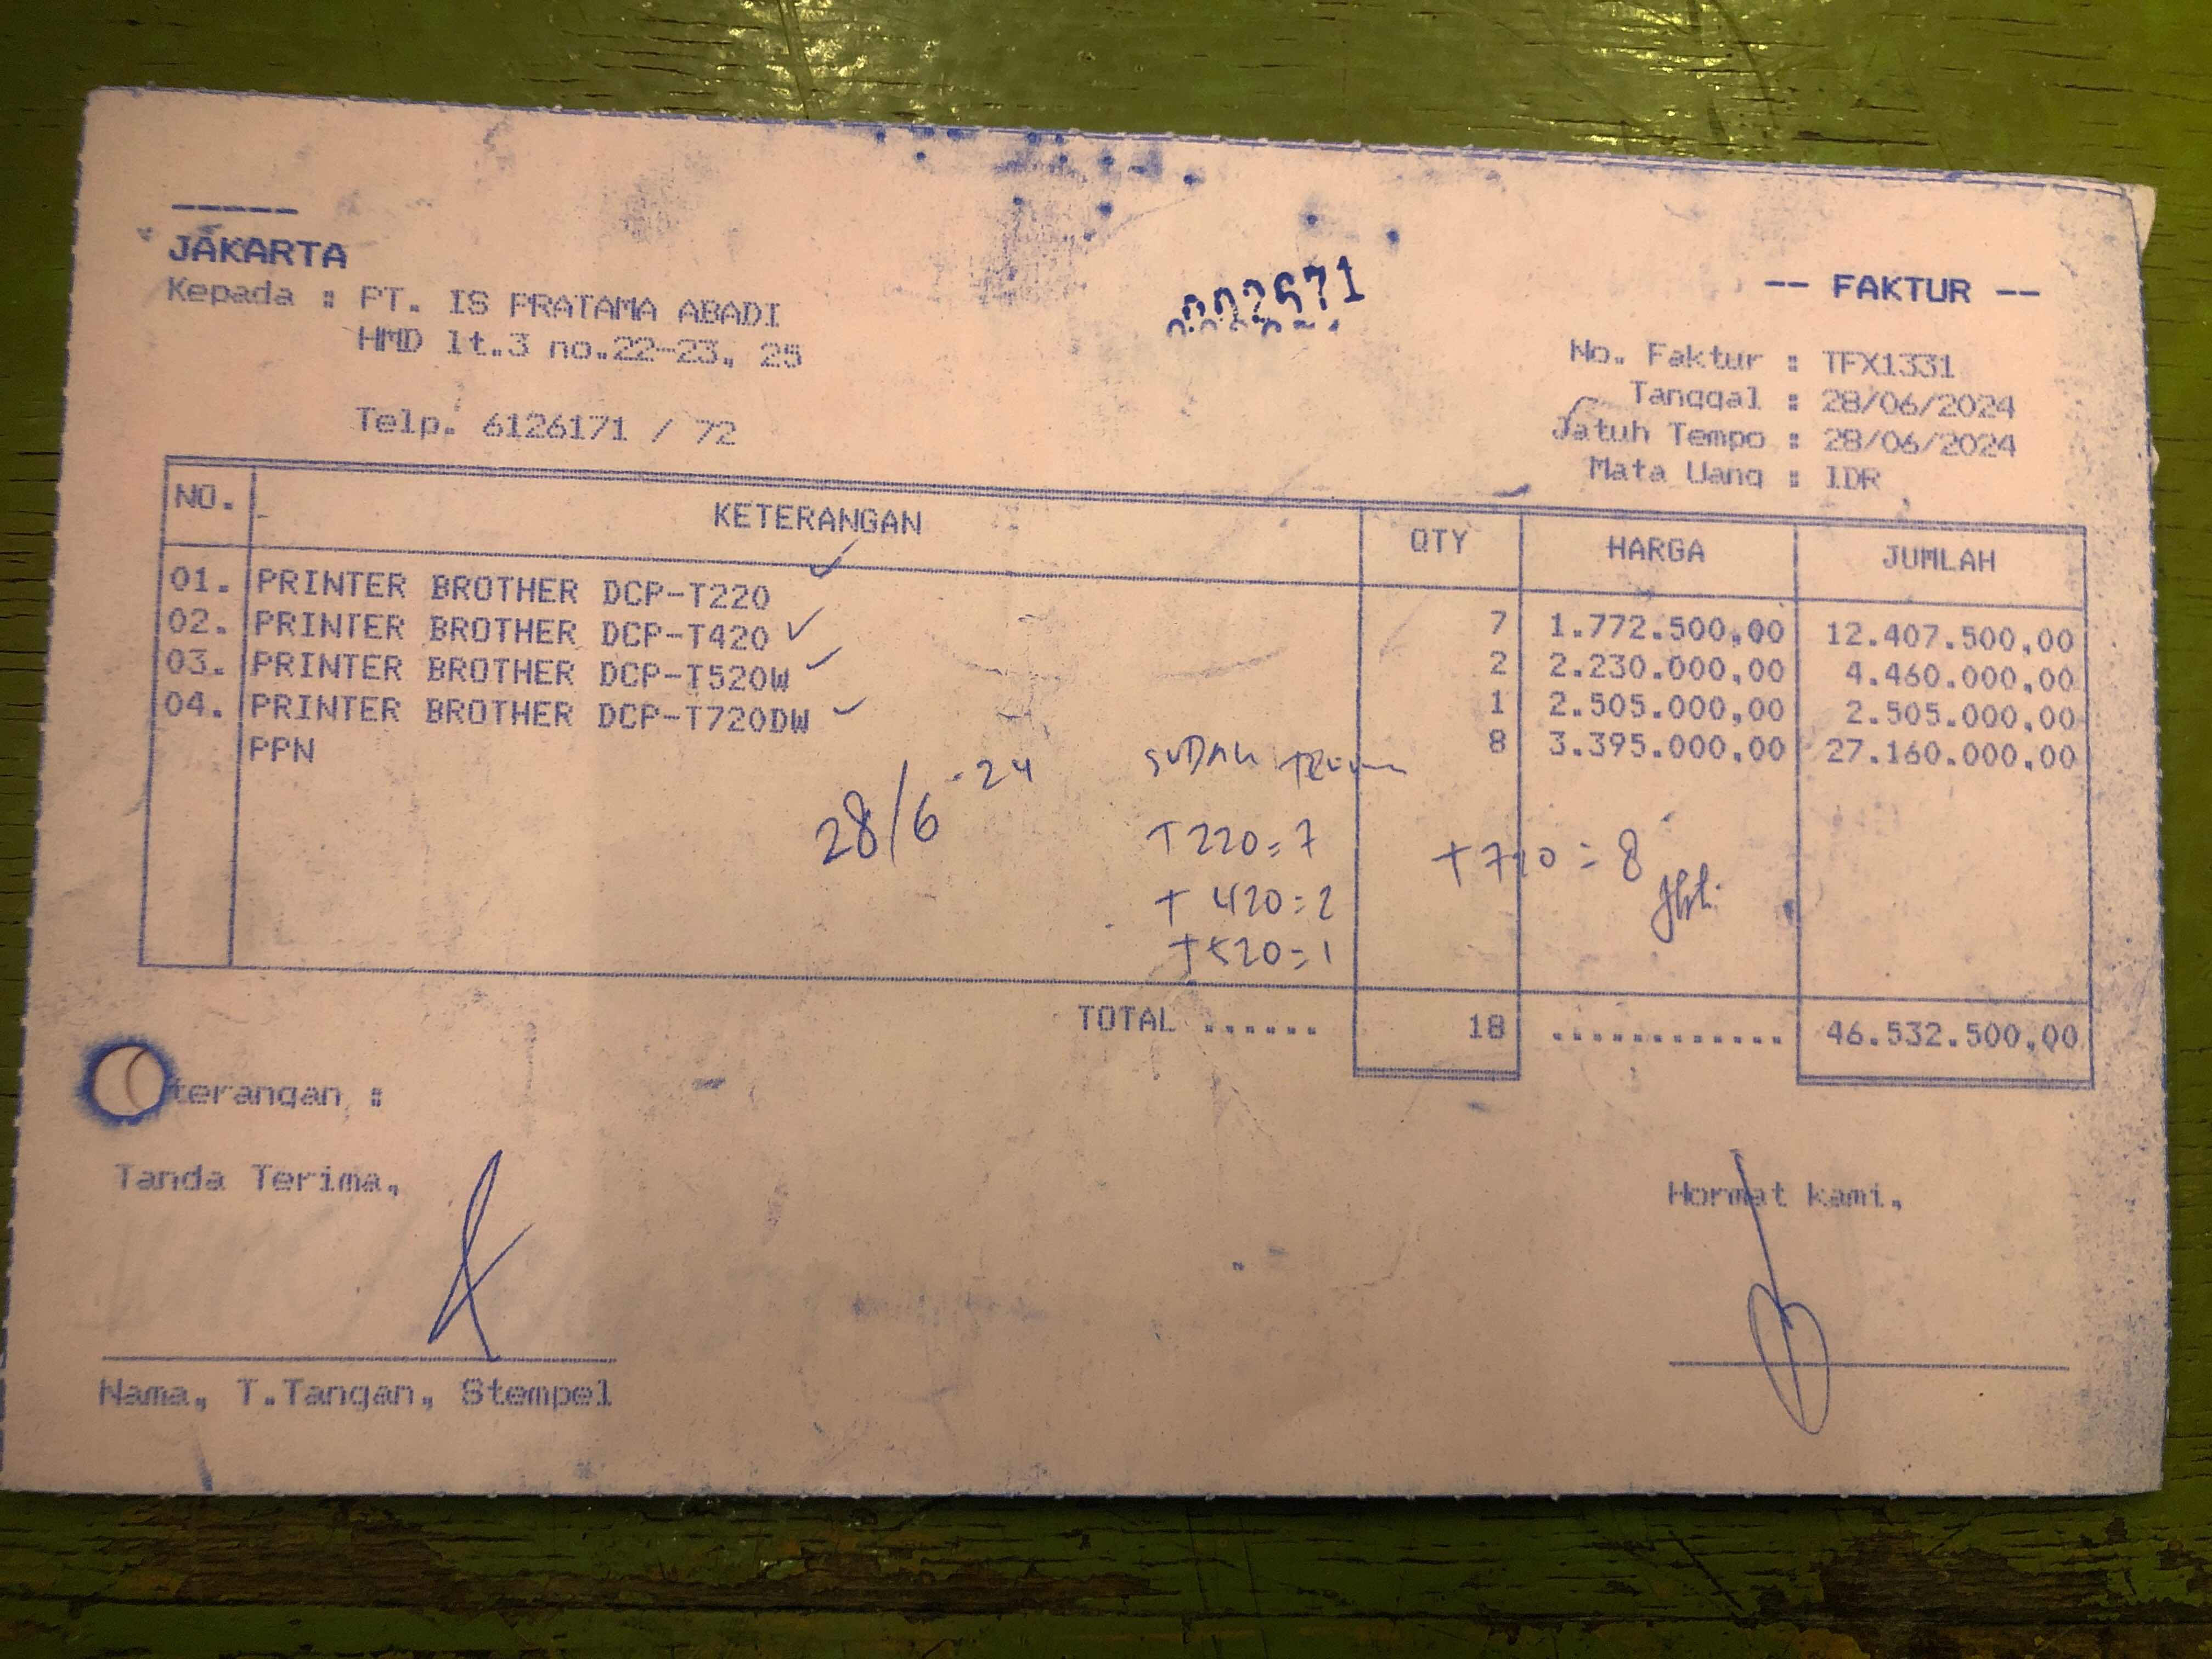 JAKARTA
Kepada : PT. IS PRATAMA ABADI
HMD lt.3 no.22-23, 25
Telp. 6126171 / 72
002671
-- FAKTUR --
No. Faktur : TFX1331
Tanggal : 28/06/2024
Jatuh Tempo : 28/06/2024
Mata Uang : IDR
NO. KETERANGAN QTY HARGA JUMLAH
01. PRINTER BROTHER DCP-T220 7 1.772.500,00 12.407.500,00
02. PRINTER BROTHER DCP-T420 2 2.230.000,00 4.460.000,00
03. PRINTER BROTHER DCP-T520W 1 2.505.000,00 2.505.000,00
04. PRINTER BROTHER DCP-T720DW 8 3.395.000,00 27.160.000,00
PPN
28/6-24
SUDAH
T220=7
T420=2
T520=1
T720=8
TOTAL ...... 18 ............ 46.532.500,00
terangan :
Tanda Terima,
Hormat kami,
Nama, T.Tangan, Stempel